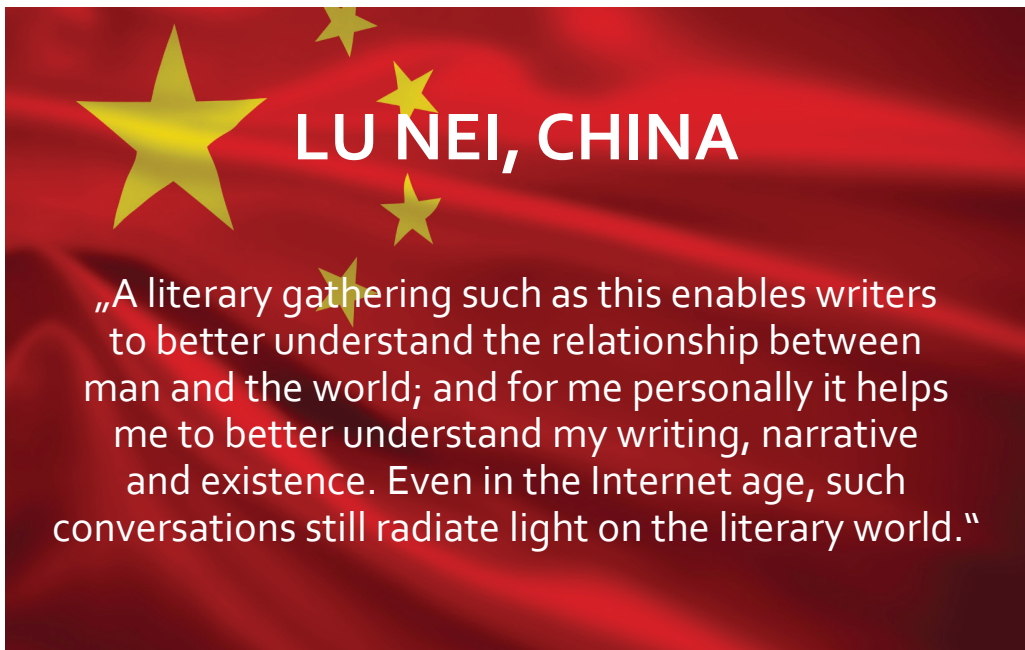 LU NEI, CHINA
„A literary gathering such as this enables writers
to better understand the relationship between
man and the world; and for me personally it helps
me to better understand my writing, narrative
and existence. Even in the Internet age, such
conversations still radiate light on the literary world.“